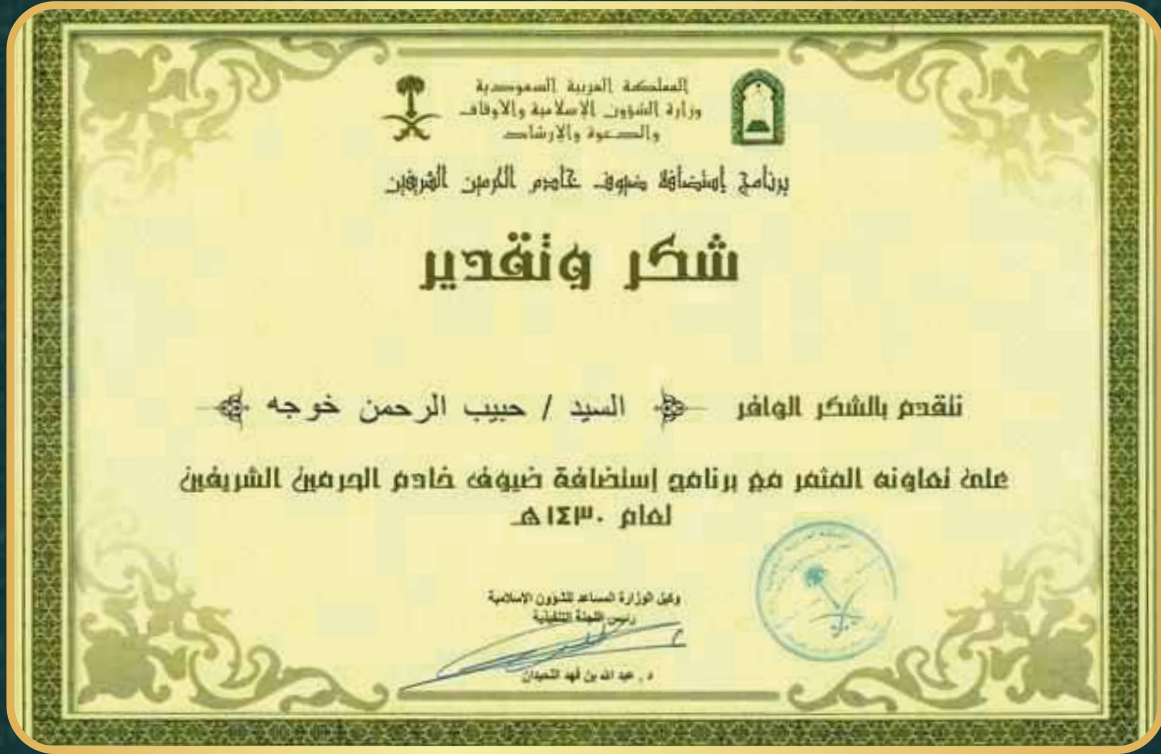 المملكة العربية السعودية
وزارة الشؤون الإسلامية والأوقاف
والدعوة والإرشاد
برنامج إستضافة ضيوف خادم الحرمين الشريفين
شكر وتقدير
نتقدم بالشكر الوافر السيد / حبيب الرحمن خوجه
على تعاونه المثمر مع برنامج إستضافة ضيوف خادم الحرمين الشريفين
لعام ١٤٣٠هـ
وكيل الوزارة المساعد للشؤون الإسلامية
رئيس اللجنة التنفيذية
د . عبد الله بن فهد اللحيدان